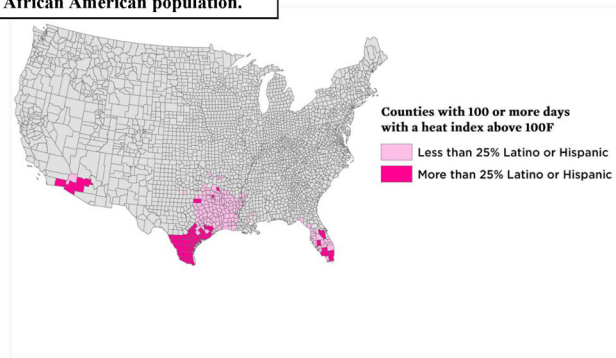 African American population.
Counties with 100 or more days
with a heat index above 100F
Less than 25% Latino or Hispanic
More than 25% Latino or Hispanic